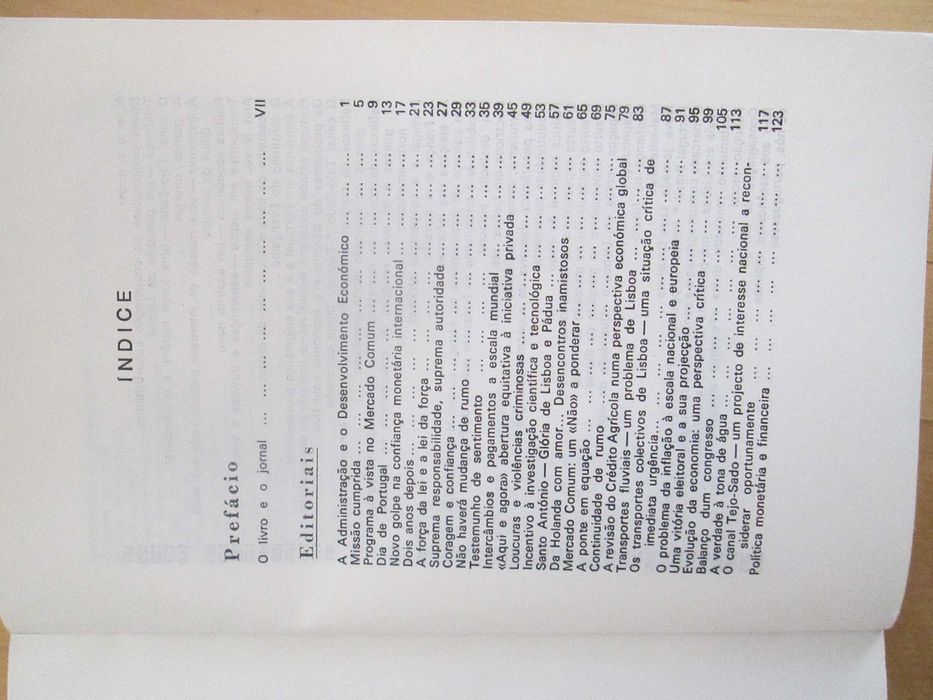 ÍNDICE
Prefácio
O livro e o jornal ... ... ... ... ... ... ... ... ... VII
Editoriais
A Administração e o Desenvolvimento Económico ... ... ... 1
Missão cumprida ... ... ... ... ... ... ... ... 5
Programa à vista no Mercado Comum ... ... ... ... ... 9
Dia de Portugal ... ... ... ... ... ... ... ... 13
Novo golpe na confiança monetária internacional ... ... ... 17
Dois anos depois ... ... ... ... ... ... ... ... 21
A força da lei e a lei da força ... ... ... ... ... ... 23
Suprema responsabilidade, suprema autoridade ... ... ... 27
Coragem e confiança ... ... ... ... ... ... ... 29
Não haverá mudança de rumo ... ... ... ... ... ... 33
Testemunho de sentimento ... ... ... ... ... ... 35
Intercâmbios e pagamentos a escala mundial ... ... ... 39
«Aqui e agora» abertura equitativa à iniciativa privada ... 45
Loucuras e violências criminosas ... ... ... ... ... 49
Incentivo à investigação científica e tecnológica ... ... ... 53
Santo António — Glória de Lisboa e Pádua ... ... ... ... 57
Da Holanda com amor... Desencontros inamistosos ... ... ... 61
Mercado Comum: um «Não» a ponderar ... ... ... ... 65
A ponte em equação ... ... ... ... ... ... ... 69
Continuidade de rumo ... ... ... ... ... ... ... 75
A revisão do Crédito Agrícola numa perspectiva económica global 79
Transportes fluviais — um problema de Lisboa ... ... ... 83
Os transportes colectivos de Lisboa — uma situação crítica de
imediata urgência... ... ... ... ... ... ... ... 87
O problema da inflação à escala nacional e europeia ... ... 91
Uma vitória eleitoral e a sua projecção ... ... ... ... 95
Evolução da economia: uma perspectiva crítica ... ... ... 99
Balanço dum congresso ... ... ... ... ... ... ... 105
A verdade à tona de água ... ... ... ... ... ... 113
O canal Tejo-Sado — um projecto de interesse nacional a recon-
siderar oportunamente ... ... ... ... ... ... 117
Política monetária e financeira ... ... ... ... ... ... 123